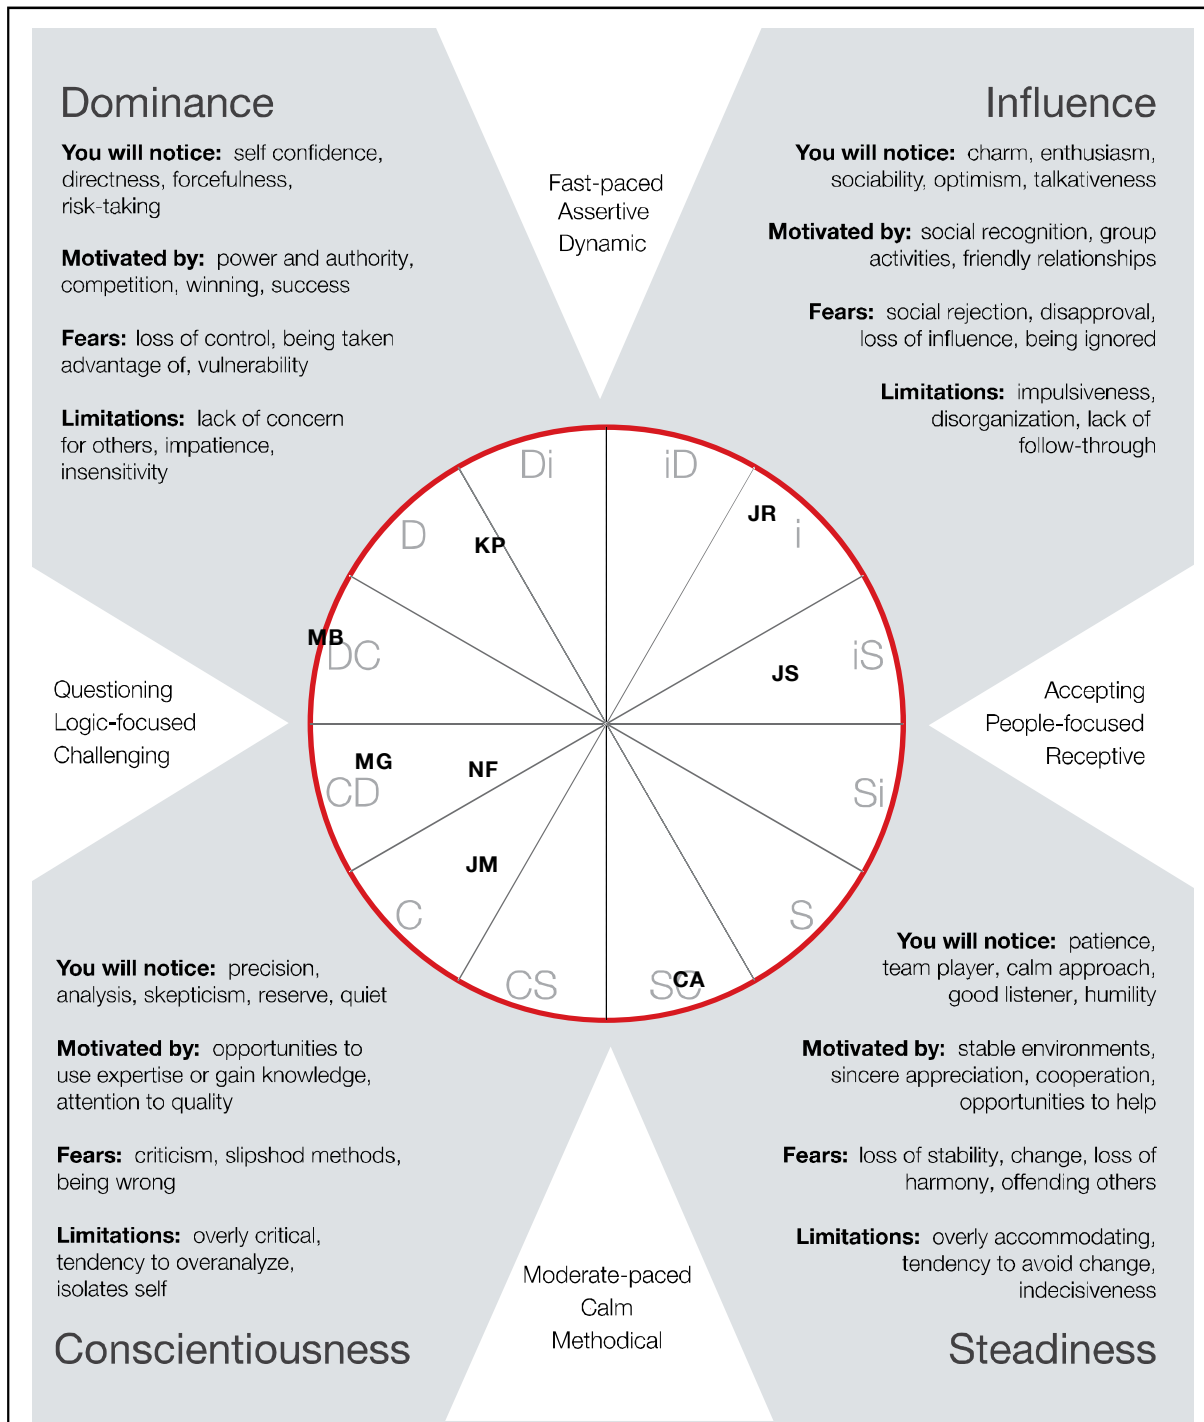 Dominance
You will notice: self confidence,
directness, forcefulness,
risk-taking
Motivated by: power and authority,
competition, winning, success
Fears: loss of control, being taken
advantage of, vulnerability
Limitations: lack of concern
for others, impatience,
insensitivity
Fast-paced
Assertive
Dynamic
Influence
You will notice: charm, enthusiasm,
sociability, optimism, talkativeness
Motivated by: social recognition, group
activities, friendly relationships
Fears: social rejection, disapproval,
loss of influence, being ignored
Limitations: impulsiveness,
disorganization, lack of
follow-through
Di
iD
D
KP
JR
i
MB
DC
JS
iS
Questioning
Logic-focused
Challenging
Accepting
People-focused
Receptive
MG
NF
CD
Si
JM
C
S
CS
SC
CA
You will notice: precision,
analysis, skepticism, reserve, quiet
Motivated by: opportunities to
use expertise or gain knowledge,
attention to quality
Fears: criticism, slipshod methods,
being wrong
Limitations: overly critical,
tendency to overanalyze,
isolates self
Conscientiousness
Moderate-paced
Calm
Methodical
You will notice: patience,
team player, calm approach,
good listener, humility
Motivated by: stable environments,
sincere appreciation, cooperation,
opportunities to help
Fears: loss of stability, change, loss of
harmony, offending others
Limitations: overly accommodating,
tendency to avoid change,
indecisiveness
Steadiness